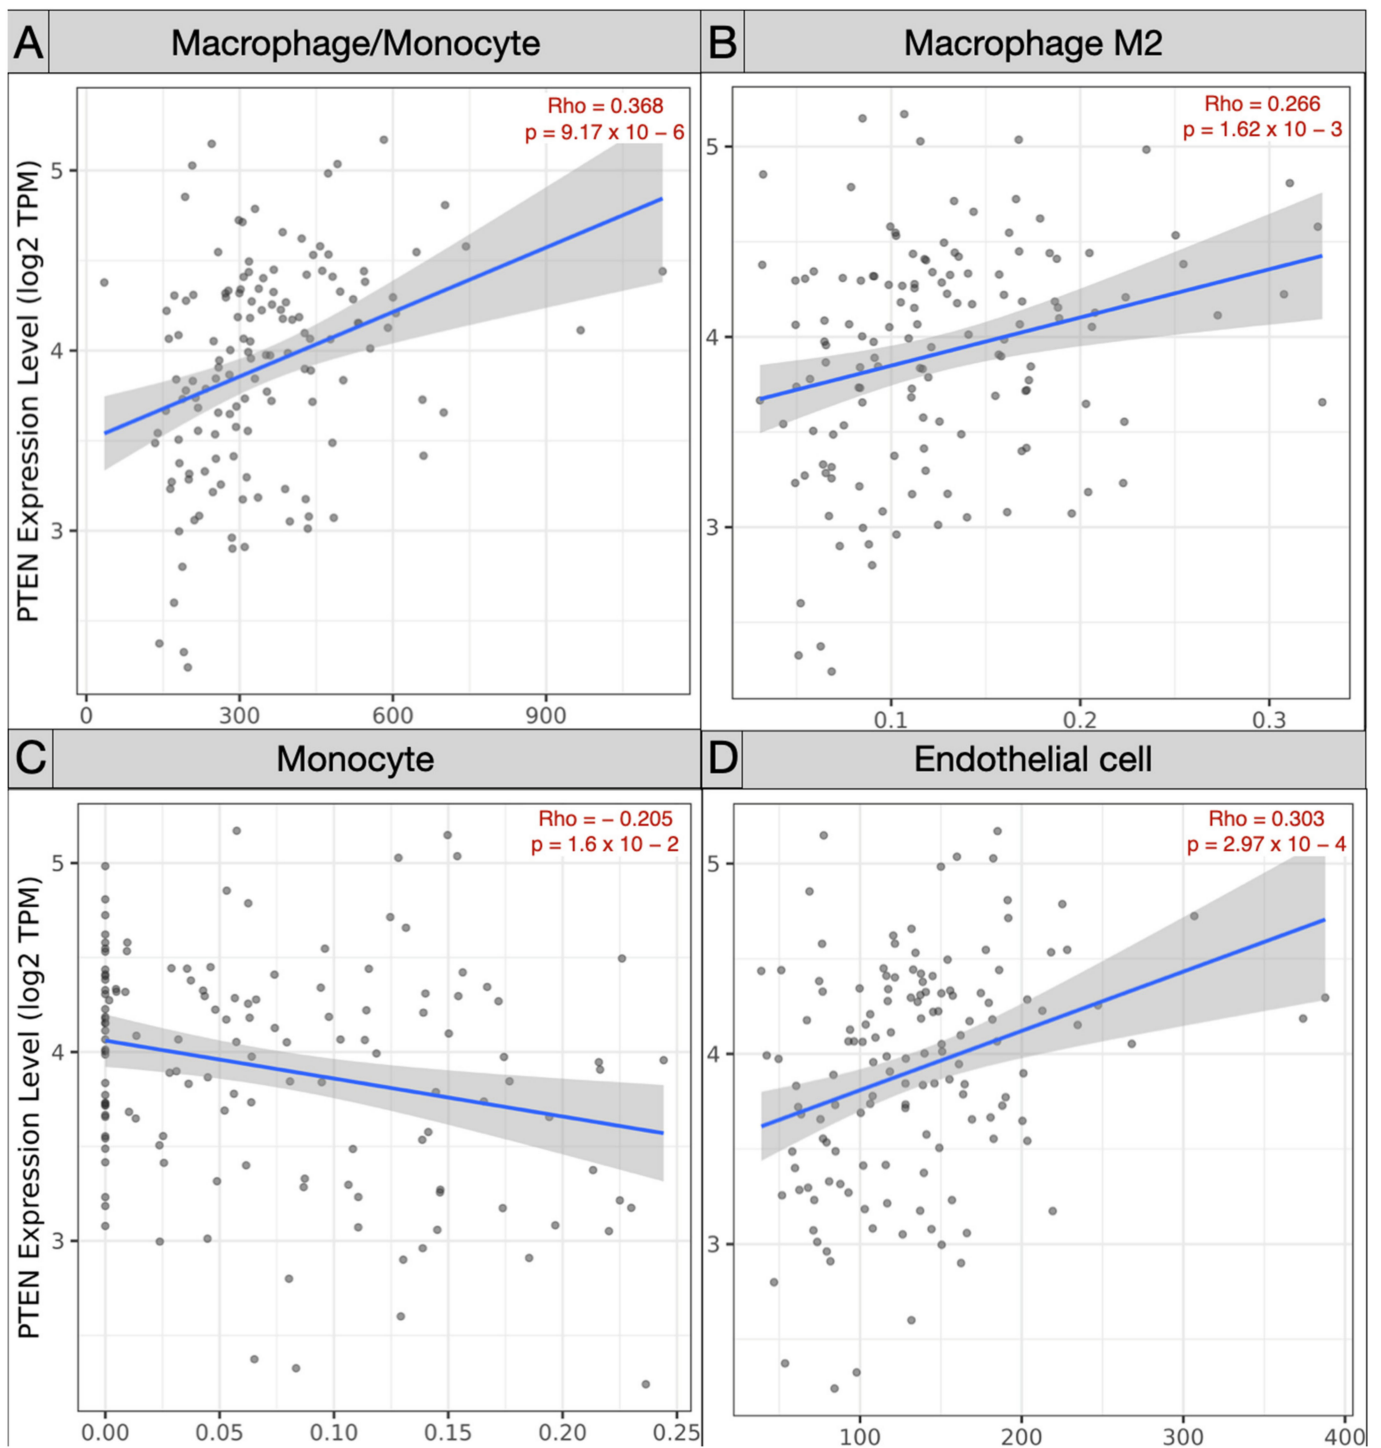 A Macrophage/Monocyte
Rho = 0.368
p = 9.17 x 10 – 6
PTEN Expression Level (log2 TPM)
5
4
3
0 300 600 900
B Macrophage M2
Rho = 0.266
p = 1.62 x 10 – 3
5
4
3
0.1 0.2 0.3
C Monocyte
Rho = – 0.205
p = 1.6 x 10 – 2
PTEN Expression Level (log2 TPM)
5
4
3
0.00 0.05 0.10 0.15 0.20 0.25
D Endothelial cell
Rho = 0.303
p = 2.97 x 10 – 4
5
4
3
100 200 300 400